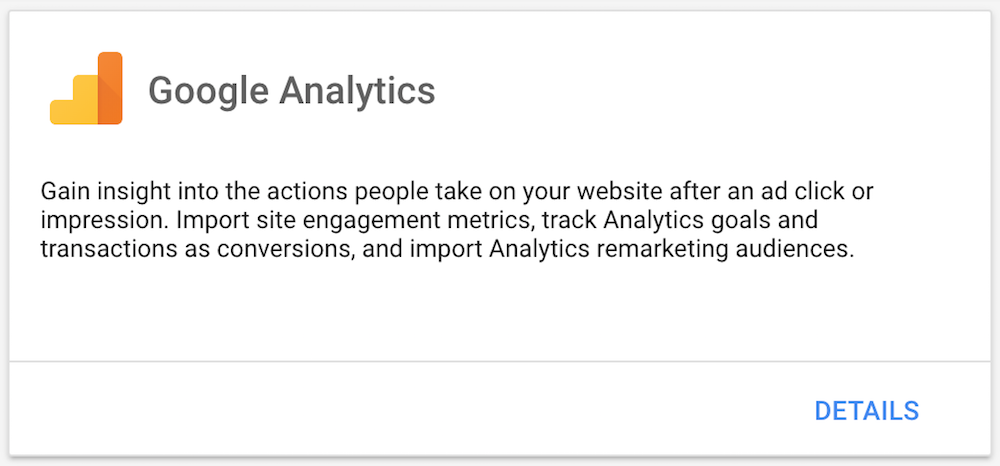 Google Analytics
Gain insight into the actions people take on your website after an ad click or
impression. Import site engagement metrics, track Analytics goals and
transactions as conversions, and import Analytics remarketing audiences.
DETAILS